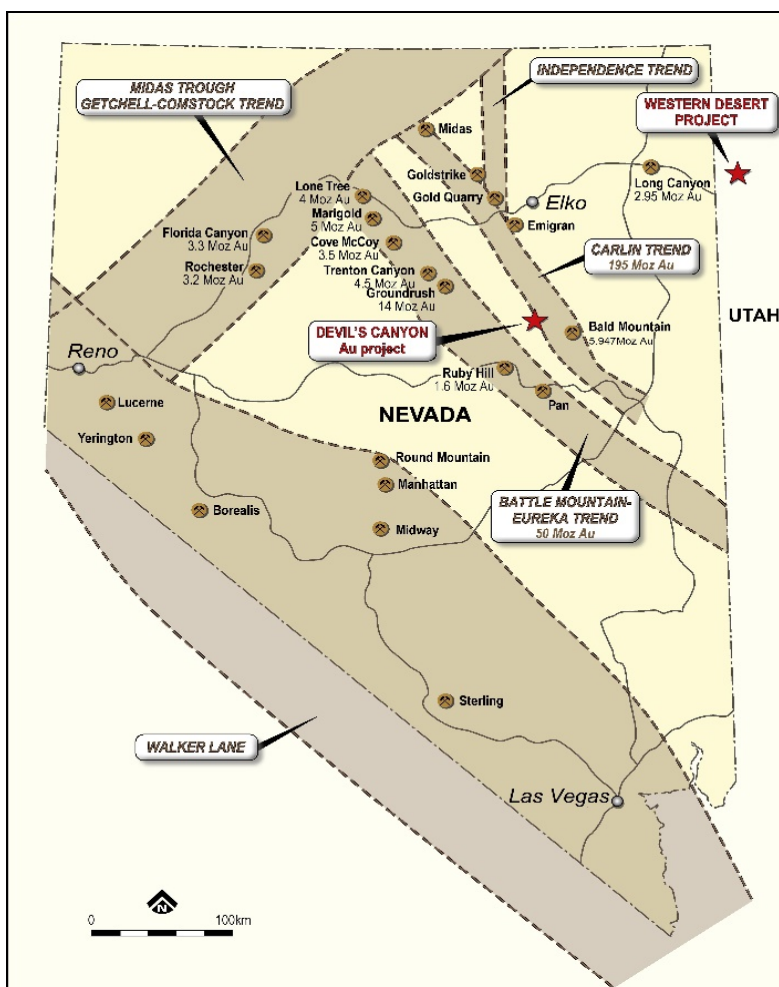 MIDAS TROUGH
GETCHELL-COMSTOCK TREND
INDEPENDENCE TREND
WESTERN DESERT
PROJECT
Midas
Goldstrike
Gold Quarry
Elko
Long Canyon
2.95 Moz Au
Emigran
Lone Tree
4 Moz Au
Marigold
5 Moz Au
Florida Canyon
3.3 Moz Au
Cove McCoy
3.5 Moz Au
Rochester
3.2 Moz Au
Trenton Canyon
4.5 Moz Au
Groundrush
14 Moz Au
CARLIN TREND
195 Moz Au
UTAH
DEVIL'S CANYON
Au project
Bald Mountain
5.947Moz Au
Reno
Ruby Hill
1.6 Moz Au
Pan
Lucerne
NEVADA
Yerington
Round Mountain
Manhattan
Borealis
Midway
BATTLE MOUNTAIN-
EUREKA TREND
50 Moz Au
Sterling
WALKER LANE
Las Vegas
N
0 100km